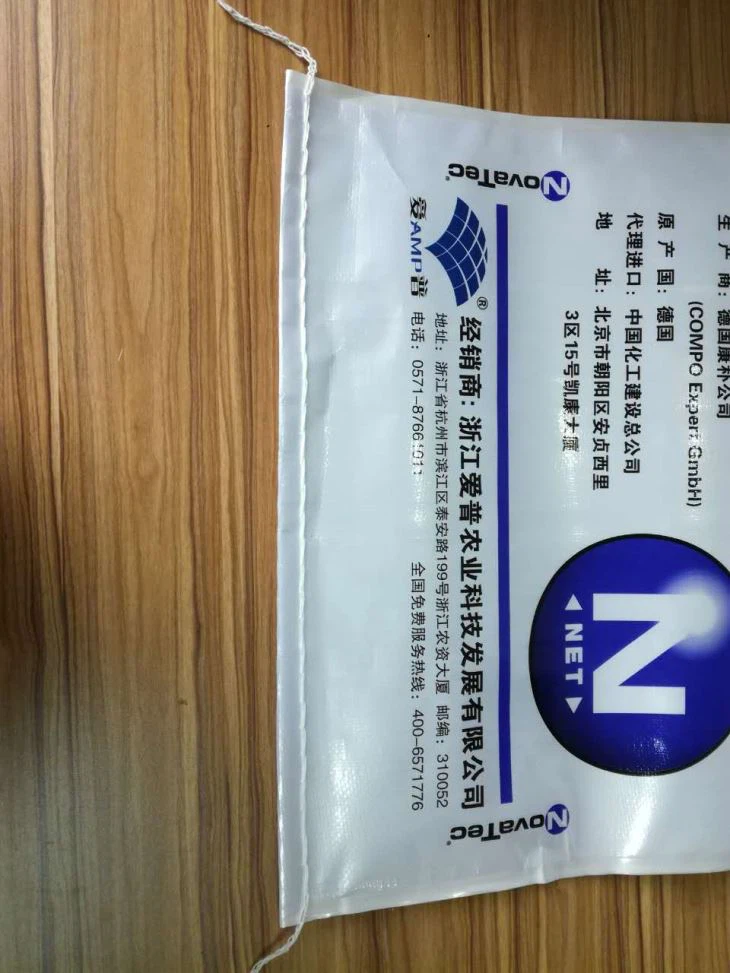 生 产 商：德国康朴公司
(COMPO Expert GmbH)
原 产 国：德国
代理进口：中国化工建设总公司
地 址：北京市朝阳区安贞西里
3区15号凯康大厦
N
NET
NovaTec®
NovaTec®
爱AMP普®
经销商：浙江爱普农业科技发展有限公司
地址：浙江省杭州市滨江区泰安路199号浙江农资大厦 邮编：310052
电话： 全国免费服务热线：400-6571776